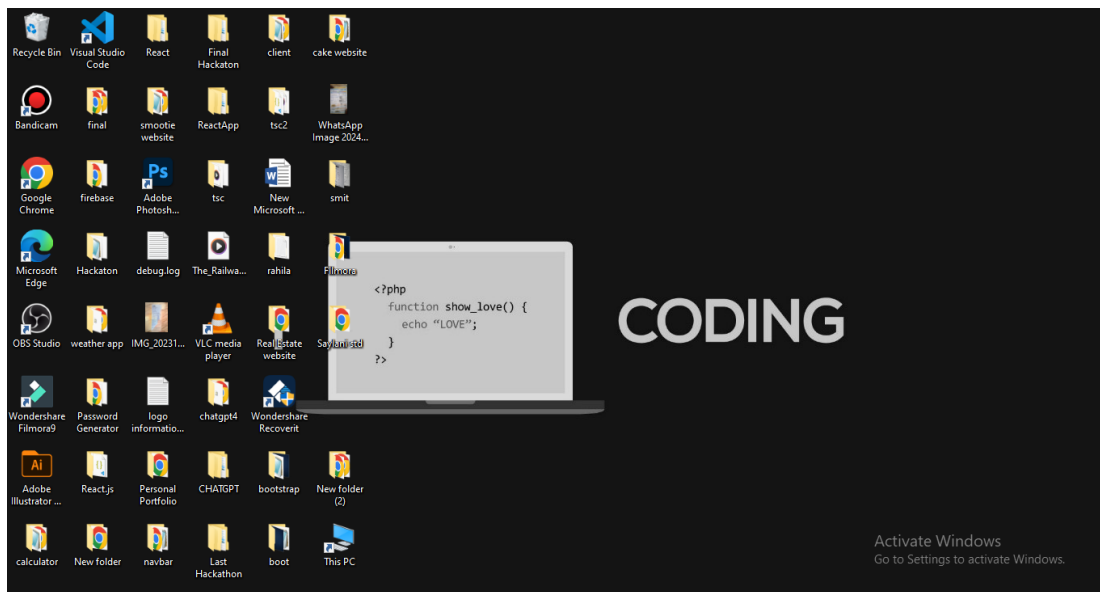 Recycle Bin
Visual Studio
Code
React
Final
Hackaton
client
cake website
Bandicam
final
smootie
website
ReactApp
tsc2
WhatsApp
Image 2024...
Google
Chrome
firebase
Ps
Adobe
Photosh...
tsc
New
Microsoft ...
smit
Microsoft
Edge
Hackaton
debug.log
The_Railwa...
rahila
Filmora
OBS Studio
weather app
IMG_20231...
VLC media
player
Real Estate
website
Saylani std
Wondershare
Filmora9
Password
Generator
logo
informatio...
chatgpt4
Wondershare
Recoverit
Ai
Adobe
Illustrator ...
React.js
Personal
Portfolio
CHATGPT
bootstrap
New folder
(2)
calculator
New folder
navbar
Last
Hackathon
boot
This PC
<?php
function show_love() {
echo “LOVE”;
}
?>
CODING
Activate Windows
Go to Settings to activate Windows.